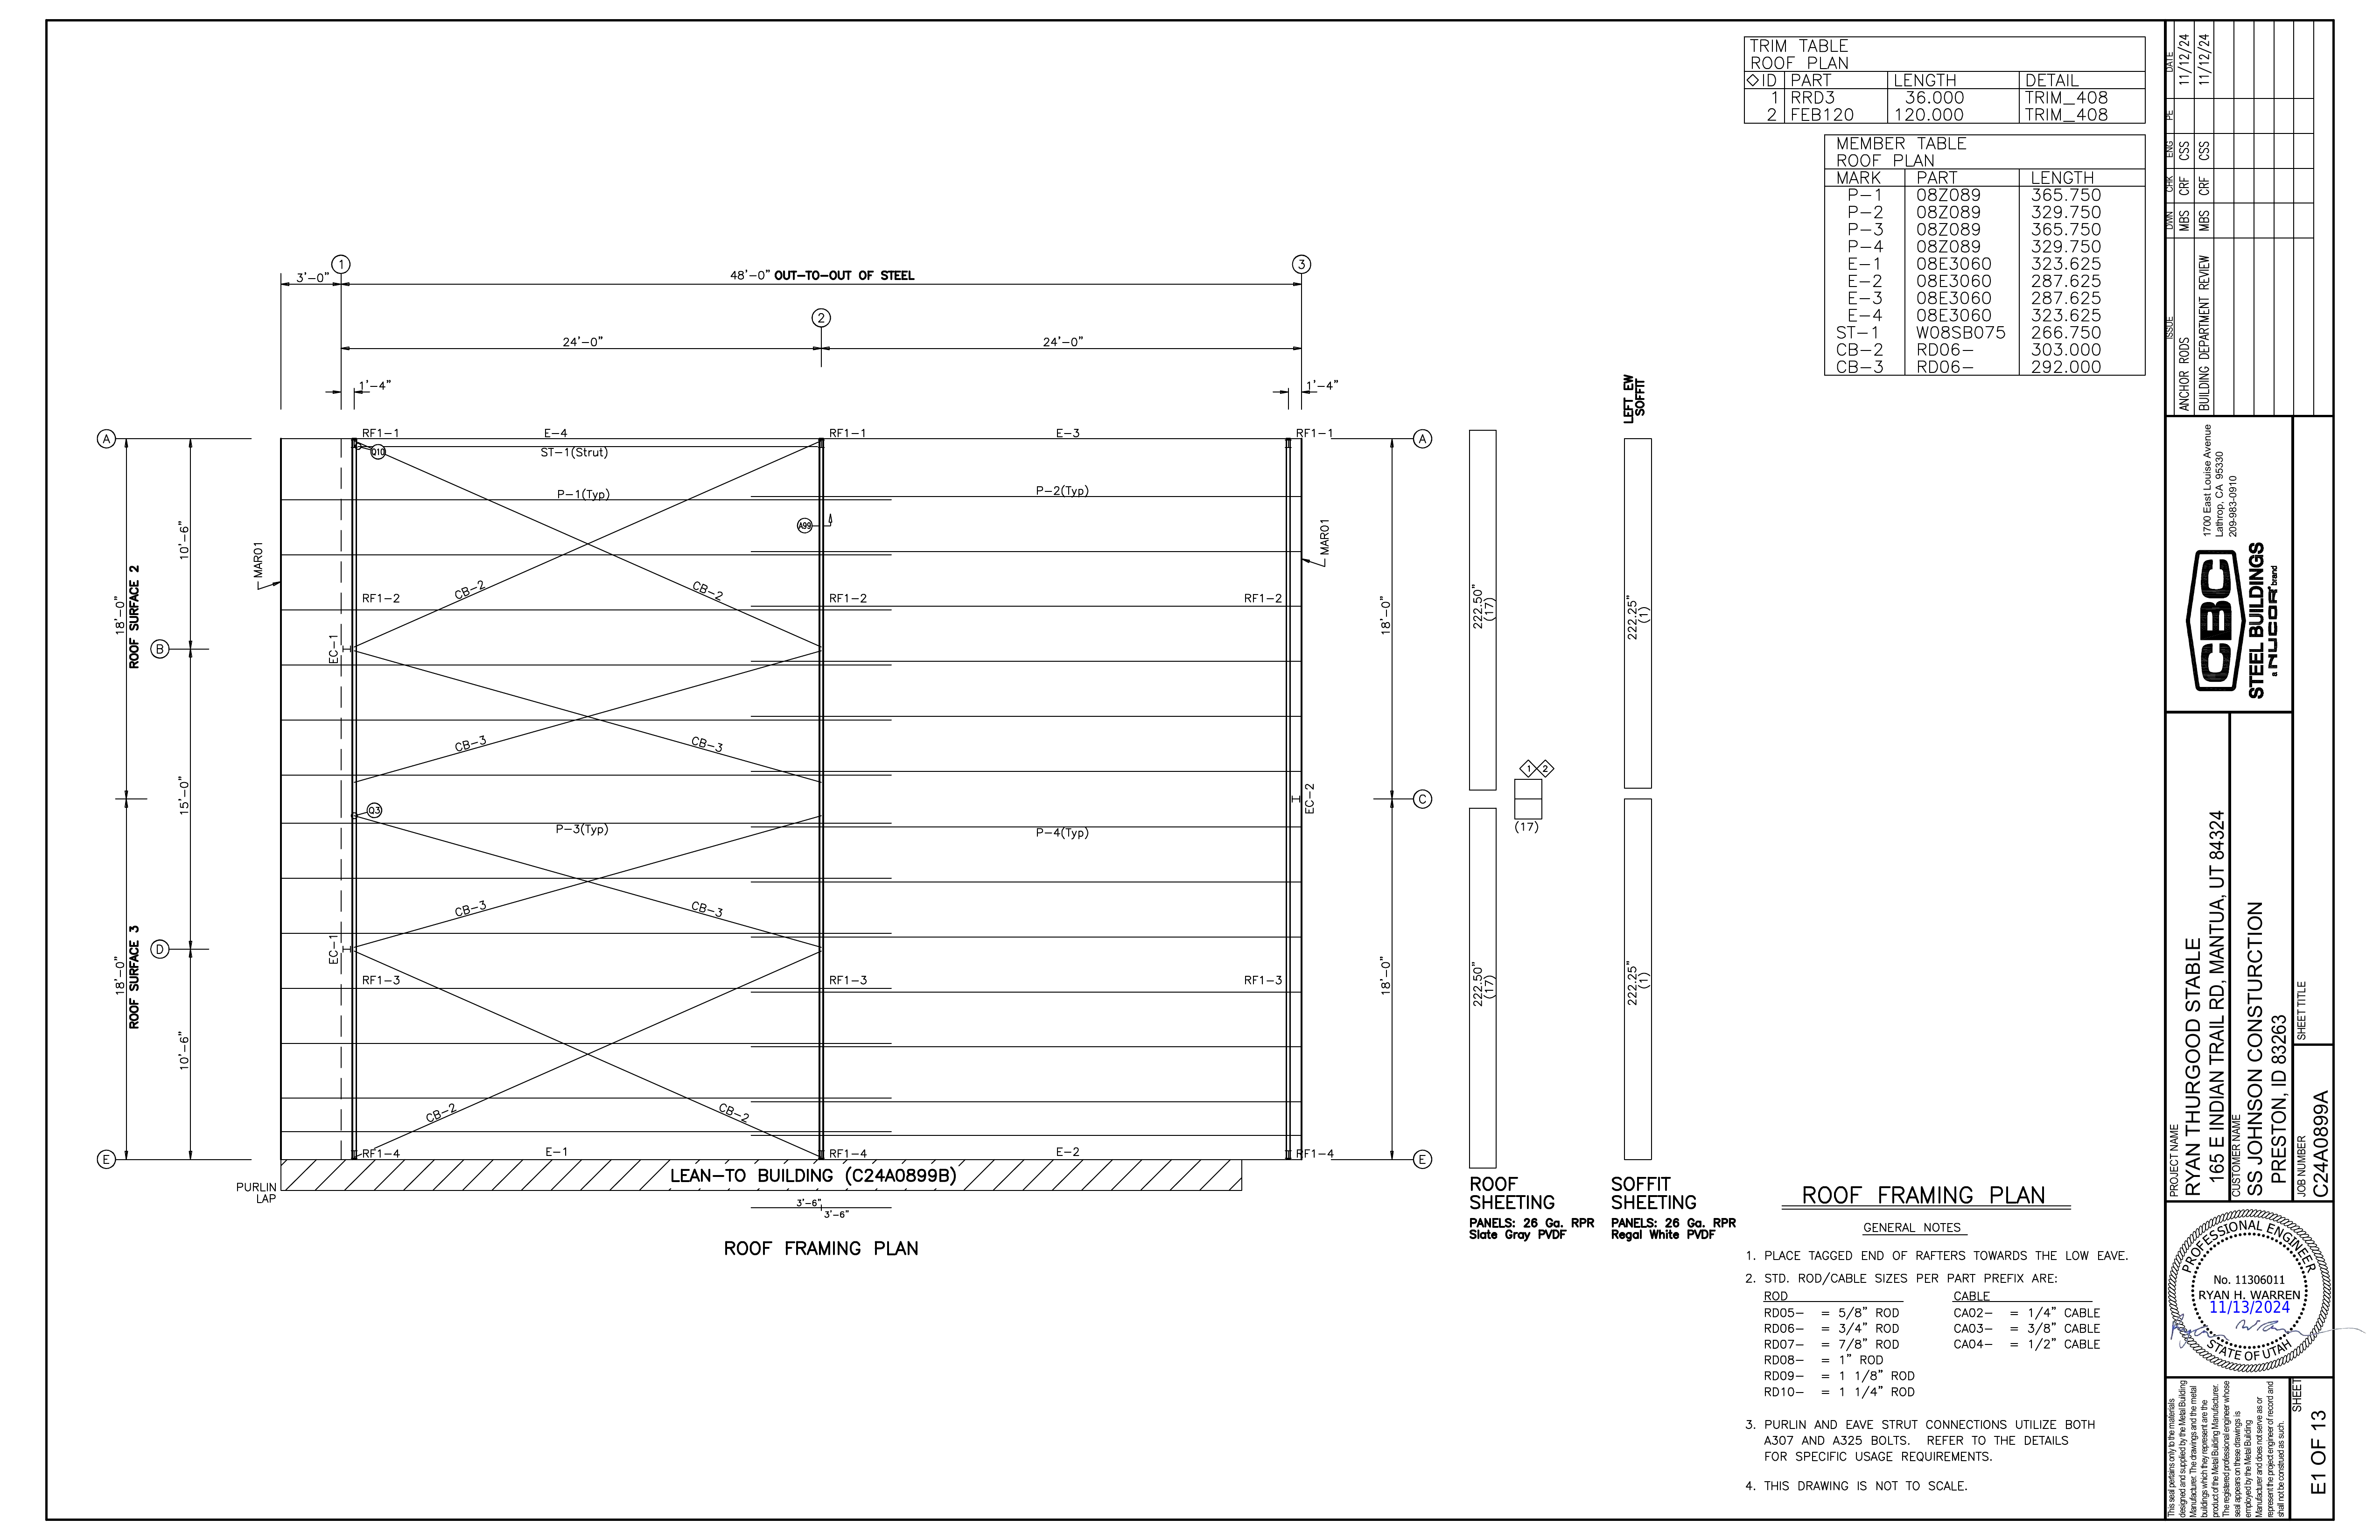 TRIM TABLE
ROOF PLAN
◇ID PART LENGTH DETAIL
1 RRD3 36.000 TRIM_408
2 FEB120 120.000 TRIM_408
MEMBER TABLE
ROOF PLAN
MARK PART LENGTH
P-1 08Z089 365.750
P-2 08Z089 329.750
P-3 08Z089 365.750
P-4 08Z089 329.750
E-1 08E3060 323.625
E-2 08E3060 287.625
E-3 08E3060 287.625
E-4 08E3060 323.625
ST-1 W08SB075 266.750
CB-2 RD06- 303.000
CB-3 RD06- 292.000
1 3
3'-0" 48'-0" OUT-TO-OUT OF STEEL
2
24'-0" 24'-0"
1'-4" 1'-4"
A RF1-1 E-4 RF1-1 E-3 RF1-1 A
Q10 ST-1(Strut)
P-1(Typ) P-2(Typ)
A99
10'-6"
MAR01 MAR01
ROOF SURFACE 2
18'-0" 18'-0"
CB-2 CB-2
RF1-2 RF1-2 RF1-2
B EC-1
CB-3 CB-3
15'-0"
EC-2 C
Q3
P-3(Typ) P-4(Typ)
CB-3 CB-3
D EC-1
ROOF SURFACE 3
18'-0" 18'-0"
RF1-3 RF1-3 RF1-3
10'-6"
CB-2 CB-2
E RF1-4 E-1 RF1-4 E-2 RF1-4 E
LEAN-TO BUILDING (C24A0899B)
PURLIN
LAP
3'-6"
3'-6"
ROOF FRAMING PLAN
LEFT EW
SOFFIT
222.50"
(17)
222.25"
(1)
1 2
(17)
222.50"
(17)
222.25"
(1)
ROOF
SHEETING
PANELS: 26 Ga. RPR
Slate Gray PVDF
SOFFIT
SHEETING
PANELS: 26 Ga. RPR
Regal White PVDF
ROOF FRAMING PLAN
GENERAL NOTES
1. PLACE TAGGED END OF RAFTERS TOWARDS THE LOW EAVE.
2. STD. ROD/CABLE SIZES PER PART PREFIX ARE:
ROD CABLE
RD05- = 5/8" ROD CA02- = 1/4" CABLE
RD06- = 3/4" ROD CA03- = 3/8" CABLE
RD07- = 7/8" ROD CA04- = 1/2" CABLE
RD08- = 1" ROD
RD09- = 1 1/8" ROD
RD10- = 1 1/4" ROD
3. PURLIN AND EAVE STRUT CONNECTIONS UTILIZE BOTH
A307 AND A325 BOLTS. REFER TO THE DETAILS
FOR SPECIFIC USAGE REQUIREMENTS.
4. THIS DRAWING IS NOT TO SCALE.
ISSUE DWN CHK ENG PE DATE
ANCHOR RODS MBS CRF CSS 11/12/24
BUILDING DEPARTMENT REVIEW MBS CRF CSS 11/12/24
1700 East Louise Avenue
Lathrop, CA 95330
209-983-0910
CBC
STEEL BUILDINGS
a NUCOR brand
PROJECT NAME
RYAN THURGOOD STABLE
165 E INDIAN TRAIL RD, MANTUA, UT 84324
CUSTOMER NAME
SS JOHNSON CONSTURCTION
PRESTON, ID 83263
JOB NUMBER
C24A0899A
SHEET TITLE
PROFESSIONAL ENGINEER
No. 11306011
RYAN H. WARREN
11/13/2024
STATE OF UTAH
This seal pertains only to the materials
designed and supplied by the Metal Building
Manufacturer. The drawings and the metal
buildings which they represent are the
product of the Metal Building Manufacturer.
The registered professional engineer whose
seal appears on these drawings is
employed by the Metal Building
Manufacturer and does not serve as or
represent the project engineer of record and
shall not be construed as such.
SHEET
E1 OF 13